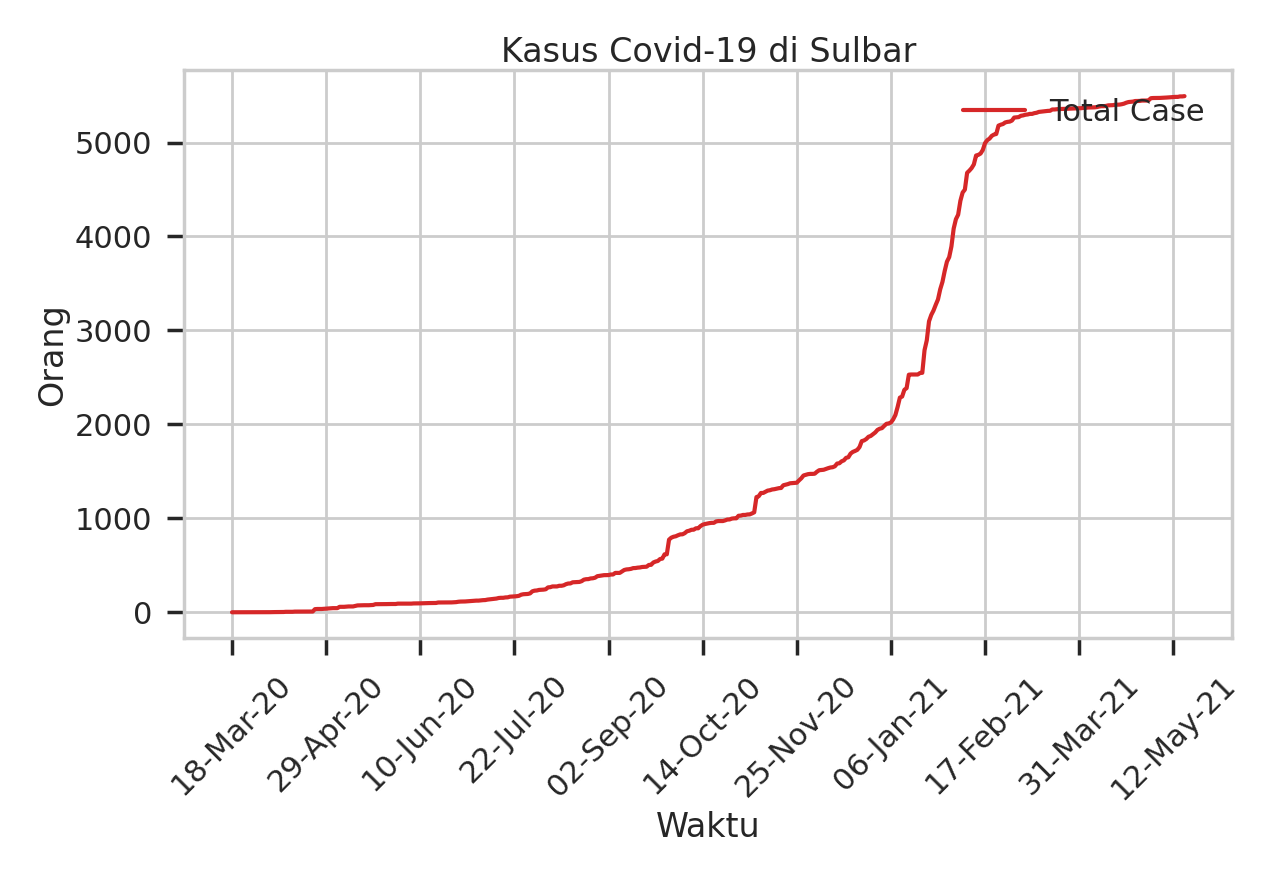 Kasus Covid-19 di Sulbar
Total Case
5000
4000
3000
2000
1000
0
Orang
18-Mar-20
29-Apr-20
10-Jun-20
22-Jul-20
02-Sep-20
14-Oct-20
25-Nov-20
06-Jan-21
17-Feb-21
31-Mar-21
12-May-21
Waktu